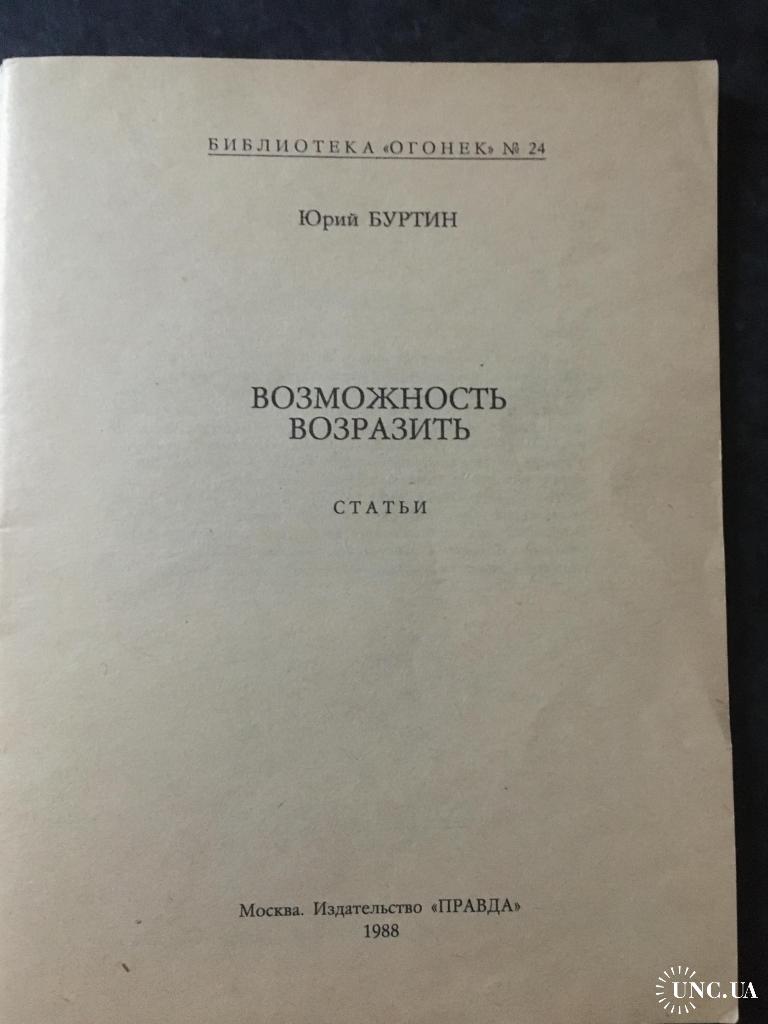 БИБЛИОТЕКА «ОГОНЕК» № 24
Юрий БУРТИН
ВОЗМОЖНОСТЬ
ВОЗРАЗИТЬ
СТАТЬИ
Москва. Издательство «ПРАВДА»
1988
UNC.UA